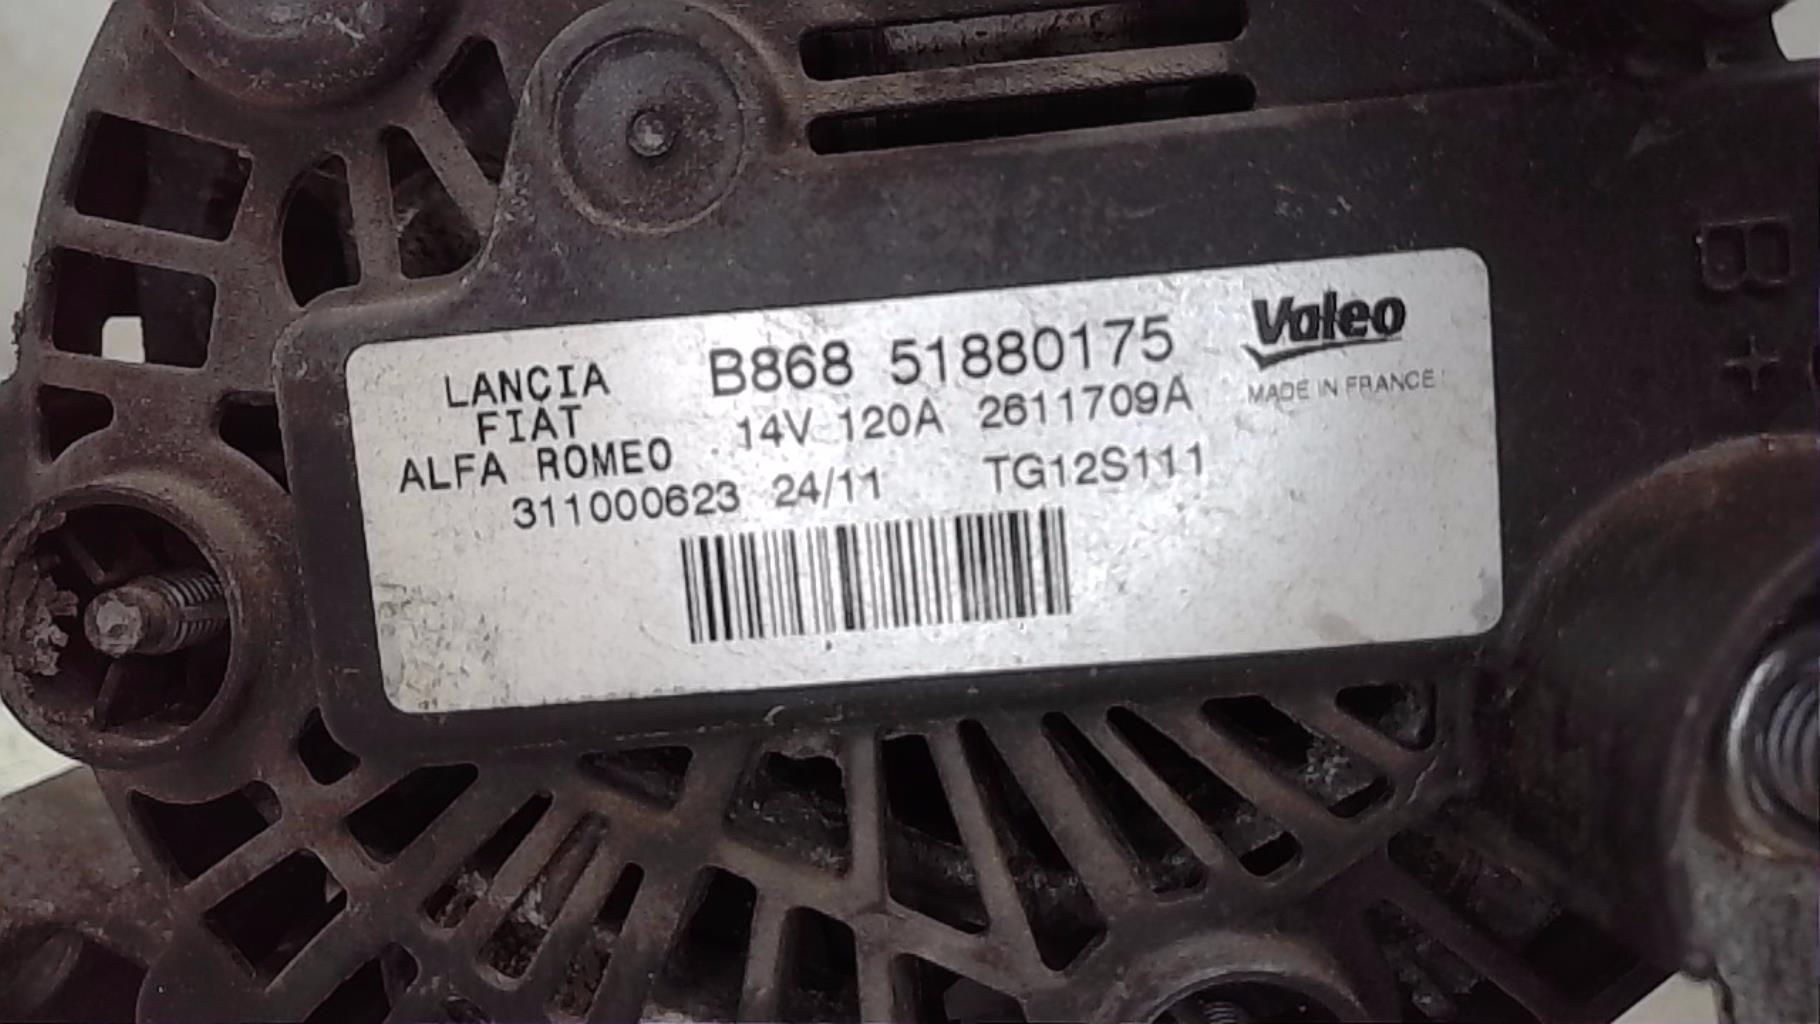 LANCIA
FIAT
ALFA ROMEO
B868 51880175
14V 120A 2611709A
311000623 24/11 TG12S111
Valeo
MADE IN FRANCE
B+